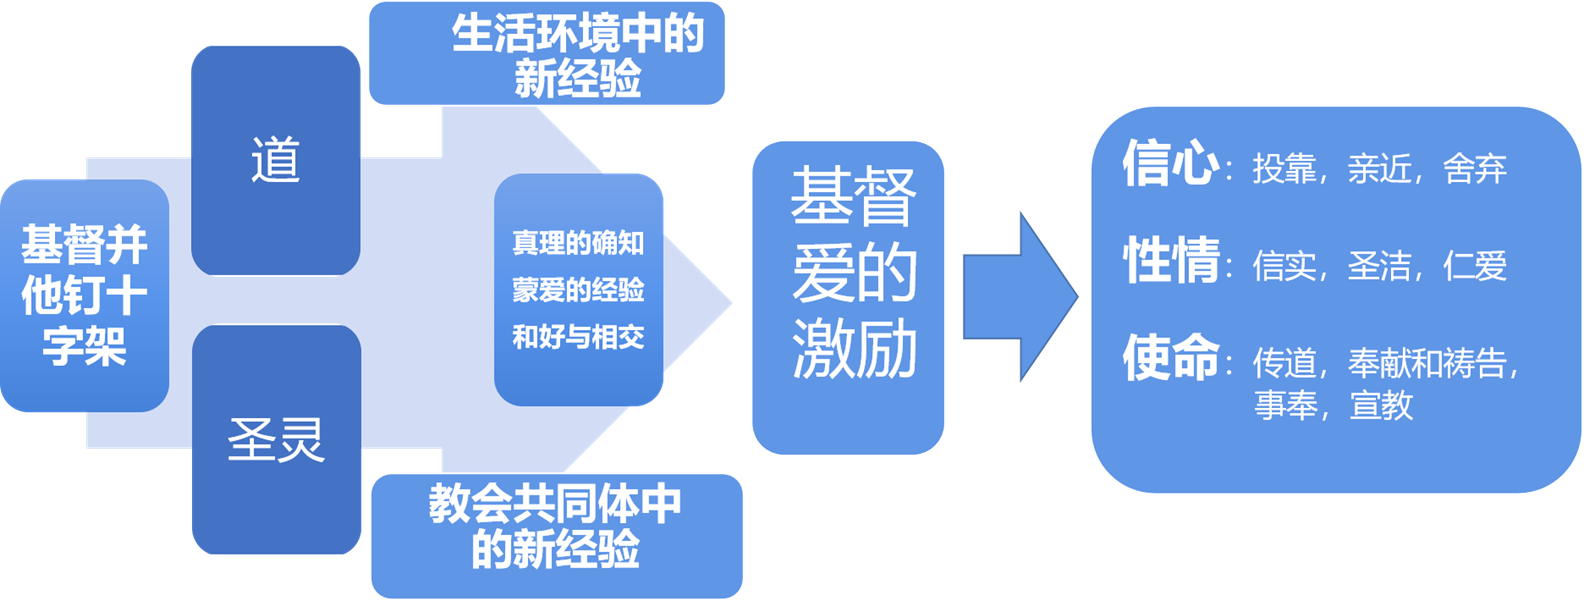 基督并
他钉十
字架
道
圣灵
生活环境中的
新经验
真理的确知
蒙爱的经验
和好与相交
教会共同体中
的新经验
基督
爱的
激励
信心：投靠，亲近，舍弃
性情：信实，圣洁，仁爱
使命：传道，奉献和祷告，
事奉，宣教